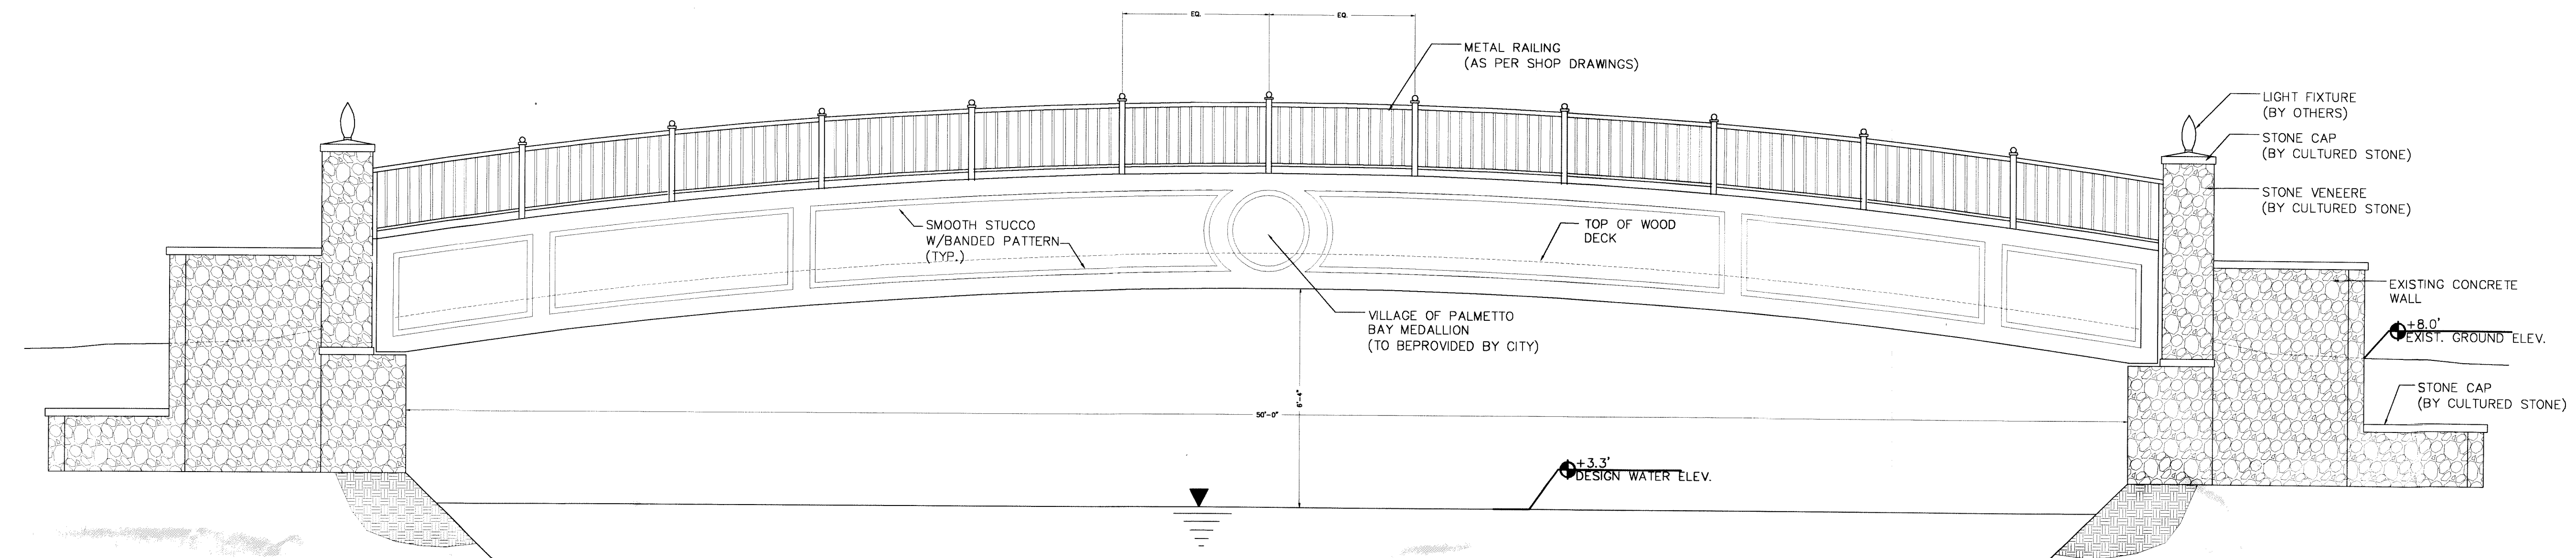 EQ.
EQ.
METAL RAILING
(AS PER SHOP DRAWINGS)
LIGHT FIXTURE
(BY OTHERS)
STONE CAP
(BY CULTURED STONE)
STONE VENEERE
(BY CULTURED STONE)
SMOOTH STUCCO
W/BANDED PATTERN
(TYP.)
TOP OF WOOD
DECK
EXISTING CONCRETE
WALL
VILLAGE OF PALMETTO
BAY MEDALLION
(TO BEPROVIDED BY CITY)
+8.0'
EXIST. GROUND ELEV.
STONE CAP
(BY CULTURED STONE)
6'-4"
50'-0"
+3.3'
DESIGN WATER ELEV.